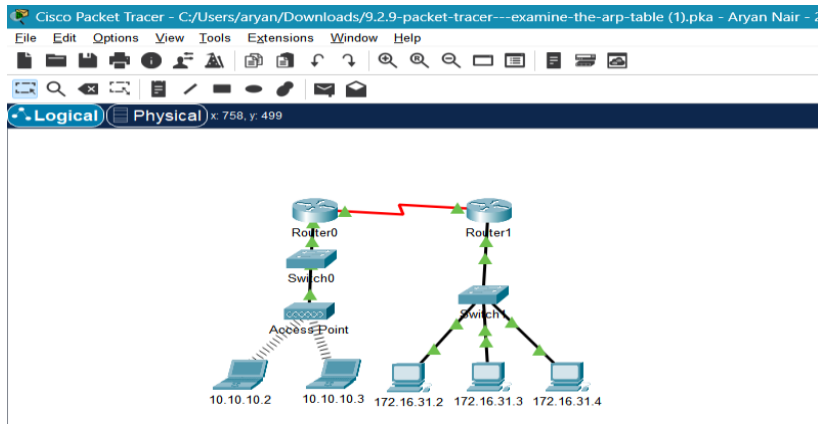 Cisco Packet Tracer - C:/Users/aryan/Downloads/9.2.9-packet-tracer---examine-the-arp-table (1).pka - Aryan Nair -
File Edit Options View Tools Extensions Window Help
Logical Physical x: 758, y: 499
Router0 Router1
Switch0
Switch1
Access Point
10.10.10.2 10.10.10.3 172.16.31.2 172.16.31.3 172.16.31.4